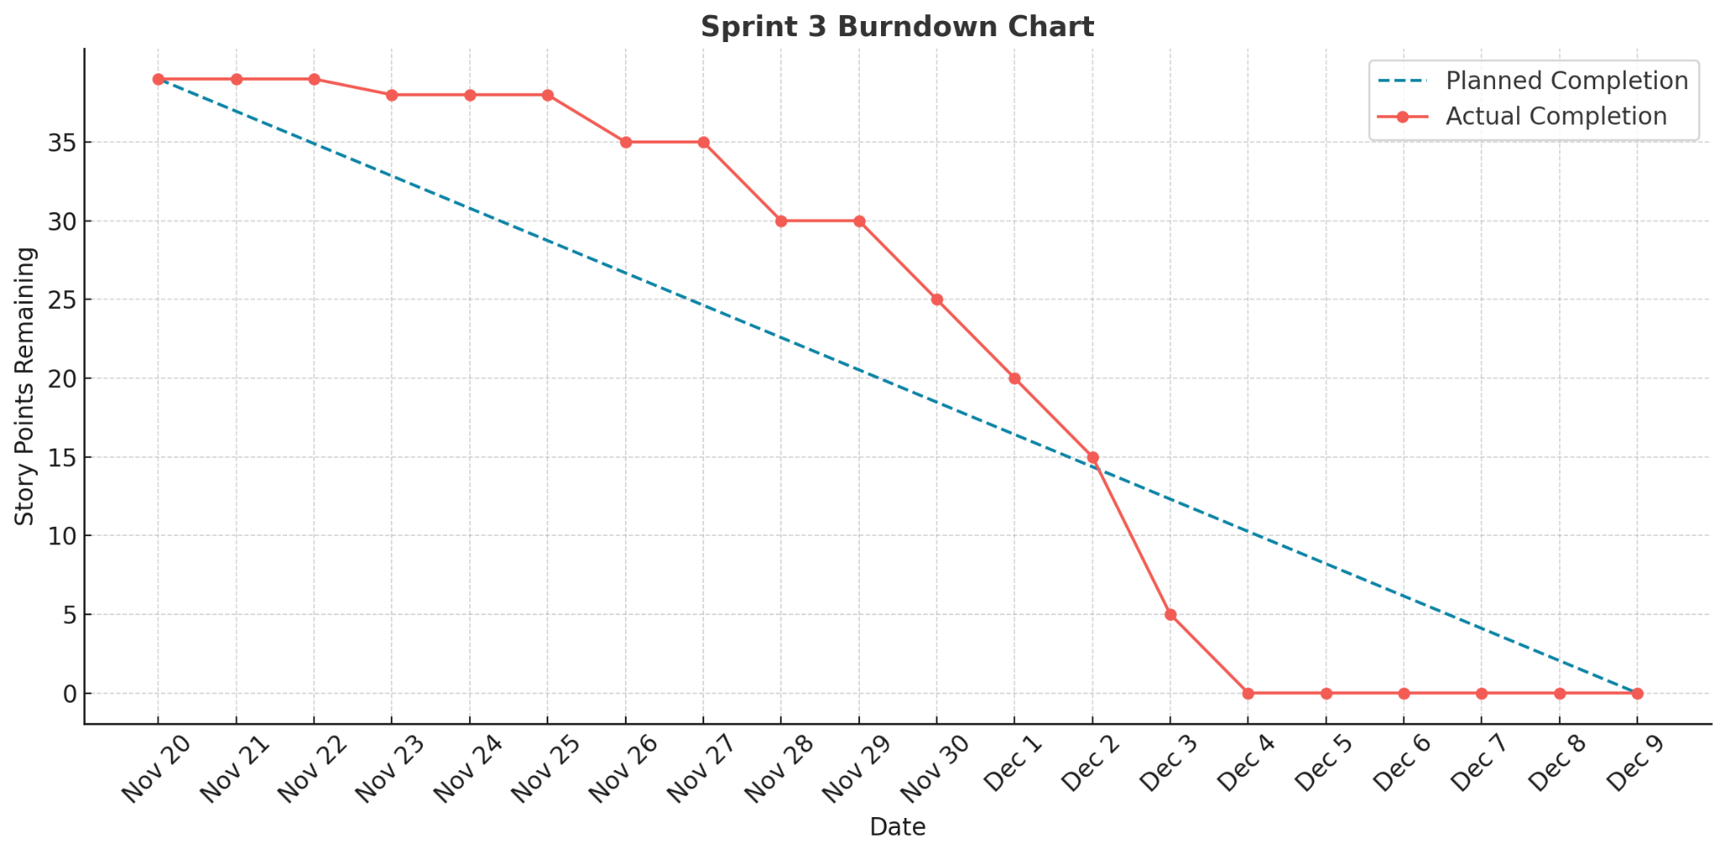 Sprint 3 Burndown Chart
Planned Completion
Actual Completion
Story Points Remaining
35
30
25
20
15
10
5
0
Nov 20
Nov 21
Nov 22
Nov 23
Nov 24
Nov 25
Nov 26
Nov 27
Nov 28
Nov 29
Nov 30
Dec 1
Dec 2
Dec 3
Dec 4
Dec 5
Dec 6
Dec 7
Dec 8
Dec 9
Date